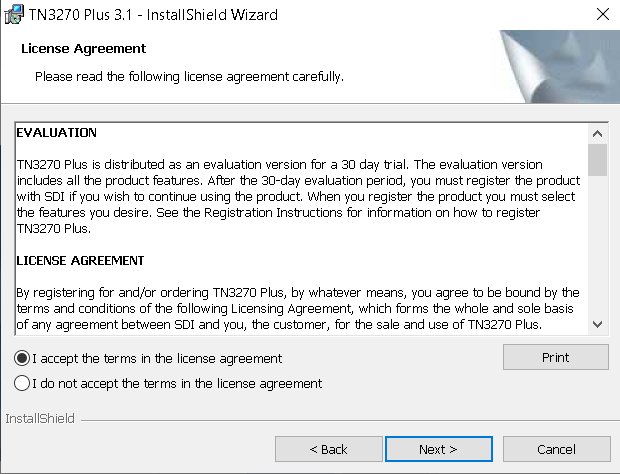 TN3270 Plus 3.1 - InstallShield Wizard
License Agreement
Please read the following license agreement carefully.
EVALUATION
TN3270 Plus is distributed as an evaluation version for a 30 day trial. The evaluation version
includes all the product features. After the 30-day evaluation period, you must register the product
with SDI if you wish to continue using the product. When you register the product you must select
the features you desire. See the Registration Instructions for information on how to register
TN3270 Plus.
LICENSE AGREEMENT
By registering for and/or ordering TN3270 Plus, by whatever means, you agree to be bound by the
terms and conditions of the following Licensing Agreement, which forms the whole and sole basis
of any agreement between SDI and you, the customer, for the sale and use of TN3270 Plus.
I accept the terms in the license agreement
Print
I do not accept the terms in the license agreement
InstallShield
< Back
Next >
Cancel